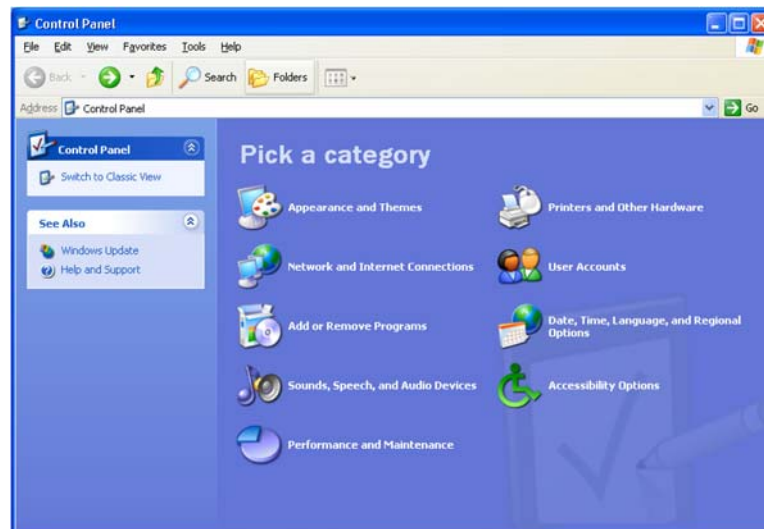 Control Panel
File Edit View Favorites Tools Help
Back Search Folders
Address Control Panel Go
Control Panel
Switch to Classic View
See Also
Windows Update
Help and Support
Pick a category
Appearance and Themes
Printers and Other Hardware
Network and Internet Connections
User Accounts
Add or Remove Programs
Date, Time, Language, and Regional
Options
Sounds, Speech, and Audio Devices
Accessibility Options
Performance and Maintenance